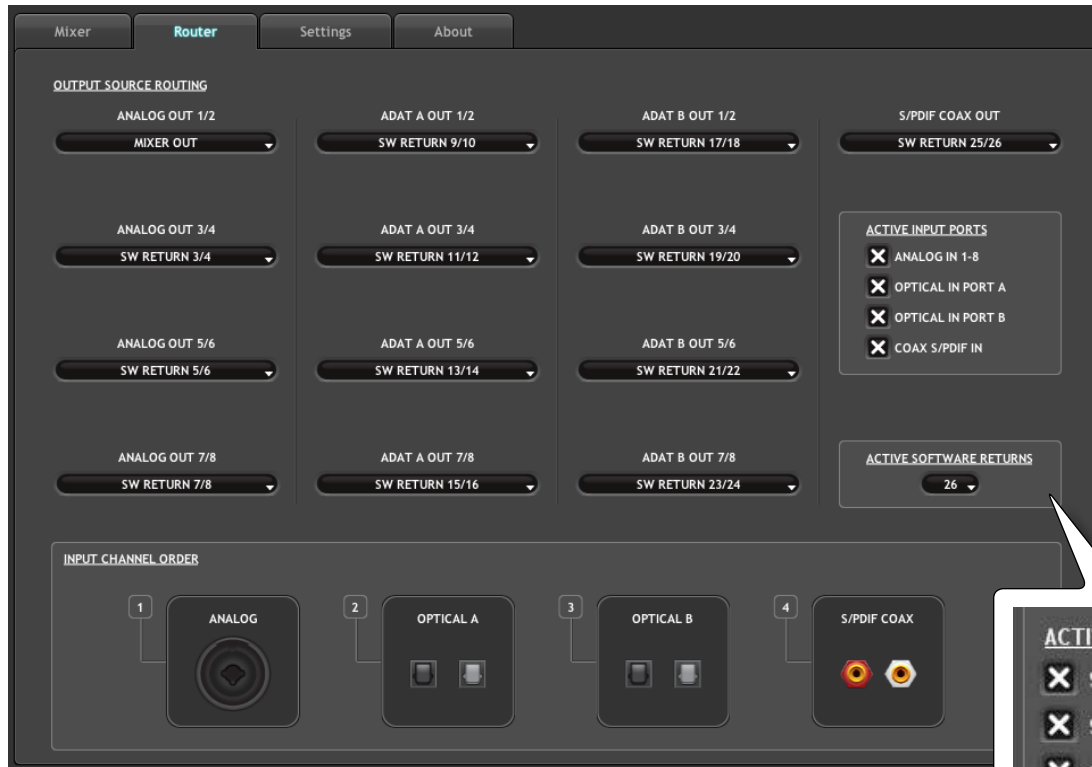 Mixer
Router
Settings
About
OUTPUT SOURCE ROUTING
ANALOG OUT 1/2
MIXER OUT
ADAT A OUT 1/2
SW RETURN 9/10
ADAT B OUT 1/2
SW RETURN 17/18
S/PDIF COAX OUT
SW RETURN 25/26
ANALOG OUT 3/4
SW RETURN 3/4
ADAT A OUT 3/4
SW RETURN 11/12
ADAT B OUT 3/4
SW RETURN 19/20
ACTIVE INPUT PORTS
ANALOG IN 1-8
OPTICAL IN PORT A
OPTICAL IN PORT B
COAX S/PDIF IN
ANALOG OUT 5/6
SW RETURN 5/6
ADAT A OUT 5/6
SW RETURN 13/14
ADAT B OUT 5/6
SW RETURN 21/22
ANALOG OUT 7/8
SW RETURN 7/8
ADAT A OUT 7/8
SW RETURN 15/16
ADAT B OUT 7/8
SW RETURN 23/24
ACTIVE SOFTWARE RETURNS
26
INPUT CHANNEL ORDER
1
ANALOG
2
OPTICAL A
3
OPTICAL B
4
S/PDIF COAX